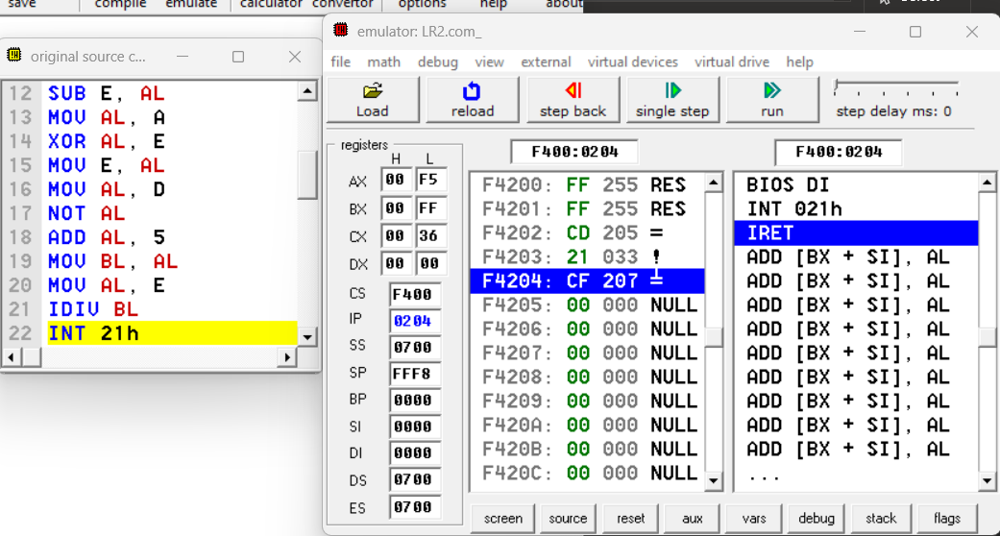 save compile emulate calculator convertor options help about
original source c...
12 SUB E, AL
13 MOV AL, A
14 XOR AL, E
15 MOV E, AL
16 MOV AL, D
17 NOT AL
18 ADD AL, 5
19 MOV BL, AL
20 MOV AL, E
21 IDIV BL
22 INT 21h
emulator: LR2.com_
file math debug view external virtual devices virtual drive help
Load reload step back single step run step delay ms: 0
registers
H L
AX 00 F5
BX 00 FF
CX 00 36
DX 00 00
CS F400
IP 0204
SS 0700
SP FFF8
BP 0000
SI 0000
DI 0000
DS 0700
ES 0700
F400:0204
F4200: FF 255 RES
F4201: FF 255 RES
F4202: CD 205 =
F4203: 21 033 !
F4204: CF 207 ╧
F4205: 00 000 NULL
F4206: 00 000 NULL
F4207: 00 000 NULL
F4208: 00 000 NULL
F4209: 00 000 NULL
F420A: 00 000 NULL
F420B: 00 000 NULL
F420C: 00 000 NULL
F400:0204
BIOS DI
INT 021h
IRET
ADD [BX + SI], AL
ADD [BX + SI], AL
ADD [BX + SI], AL
ADD [BX + SI], AL
ADD [BX + SI], AL
ADD [BX + SI], AL
ADD [BX + SI], AL
ADD [BX + SI], AL
ADD [BX + SI], AL
...
screen source reset aux vars debug stack flags